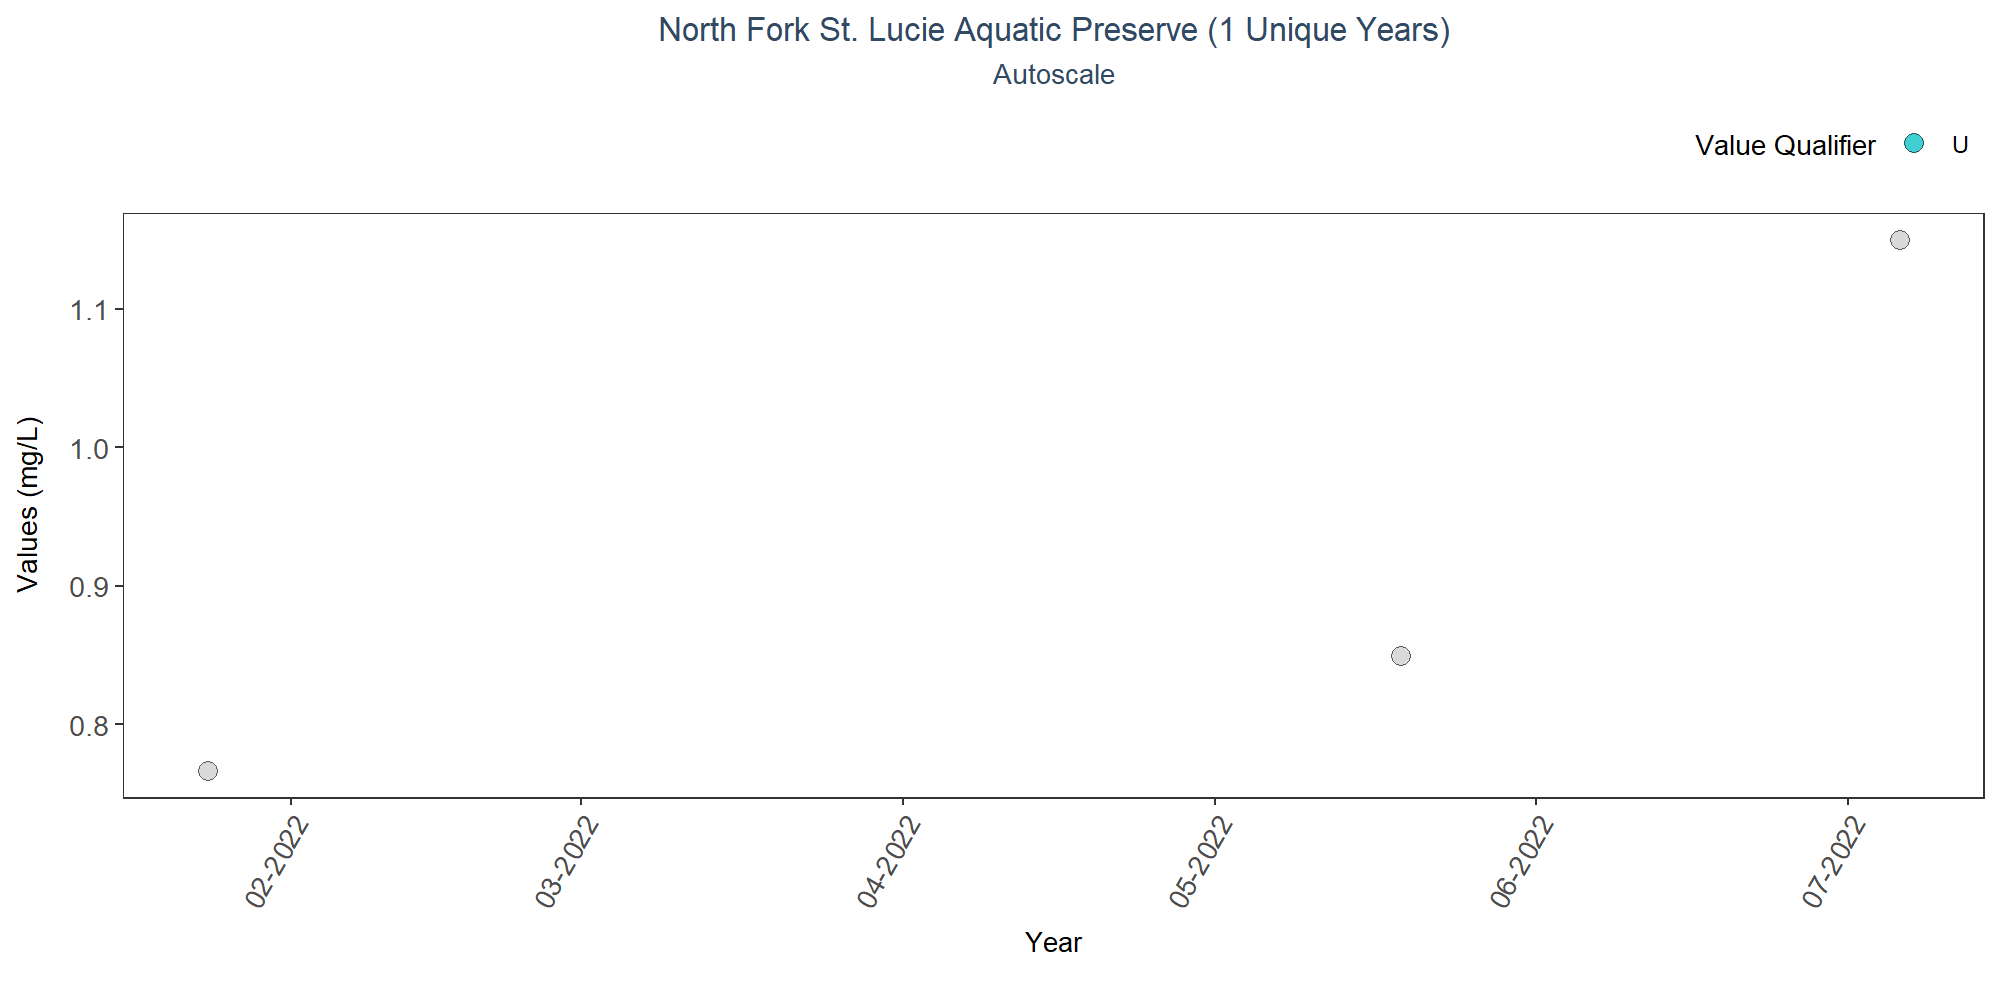 North Fork St. Lucie Aquatic Preserve (1 Unique Years)
Autoscale
Value Qualifier U
Values (mg/L)
1.1
1.0
0.9
0.8
02-2022
03-2022
04-2022
05-2022
06-2022
07-2022
Year